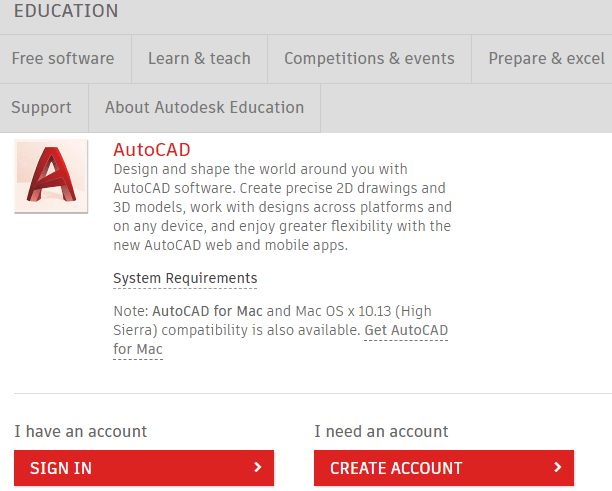 EDUCATION
Free software
Learn & teach
Competitions & events
Prepare & excel
Support
About Autodesk Education
AutoCAD
Design and shape the world around you with
AutoCAD software. Create precise 2D drawings and
3D models, work with designs across platforms and
on any device, and enjoy greater flexibility with the
new AutoCAD web and mobile apps.
System Requirements
Note: AutoCAD for Mac and Mac OS x 10.13 (High
Sierra) compatibility is also available. Get AutoCAD
for Mac
I have an account
SIGN IN
I need an account
CREATE ACCOUNT